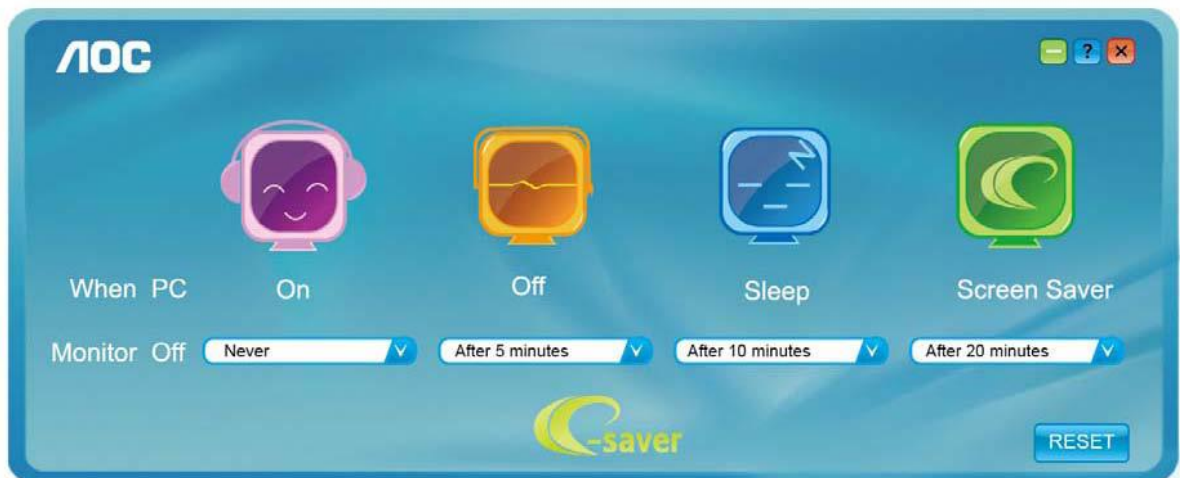 AOC
?
When PC On Off Sleep Screen Saver
Monitor Off Never After 5 minutes After 10 minutes After 20 minutes
e-saver
RESET